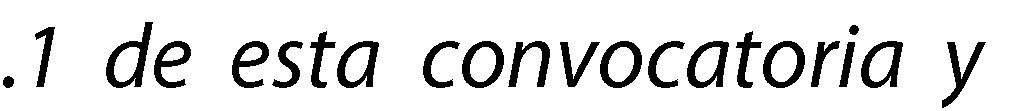 .1 de esta convocatoria y